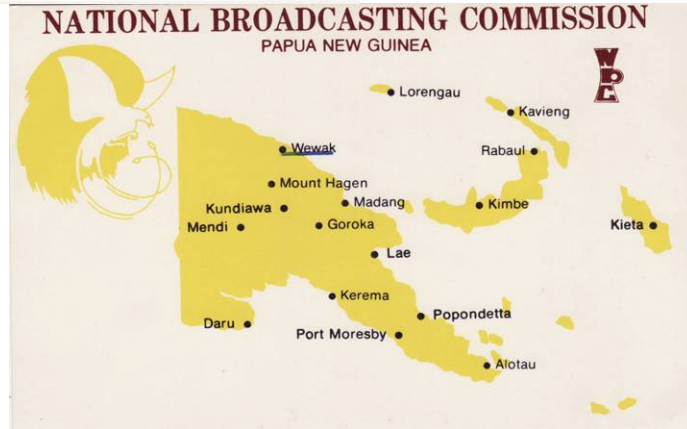 NATIONAL BROADCASTING COMMISSION
PAPUA NEW GUINEA
NBC
Lorengau
Kavieng
Wewak
Rabaul
Mount Hagen
Madang
Kundiawa
Kimbe
Mendi
Goroka
Kieta
Lae
Kerema
Popondetta
Daru
Port Moresby
Alotau